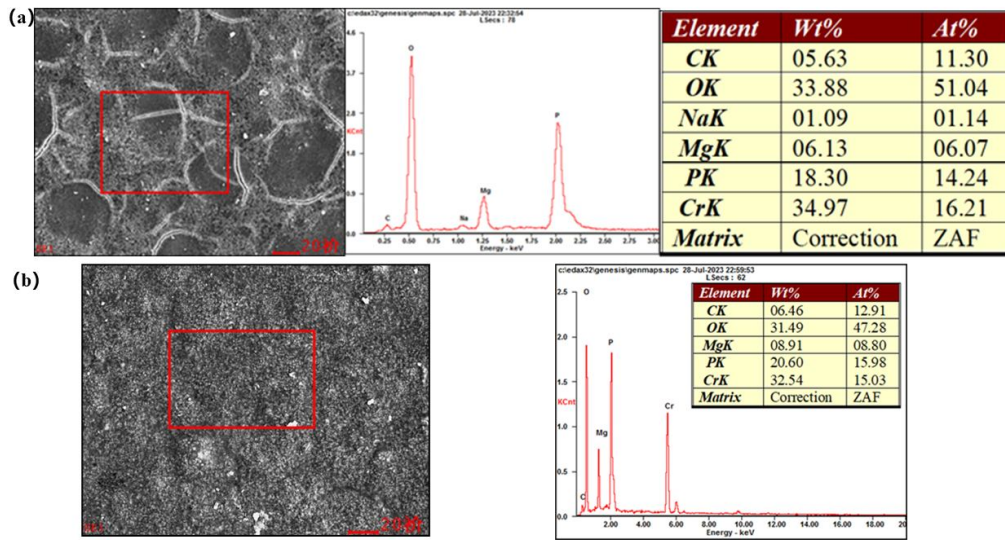 (a)
c:\edax32\genesis\genmaps.spc 28-Jul-2023 22:32:54
LSecs : 78
4.6
3.7
2.8
KCnt
1.8
0.9
0.0
O
P
Mg
C
Na
0.00 0.25 0.50 0.75 1.00 1.25 1.50 1.75 2.00 2.25 2.50 2.75 3.00
Energy - keV
Element Wt% At%
CK 05.63 11.30
OK 33.88 51.04
NaK 01.09 01.14
MgK 06.13 06.07
PK 18.30 14.24
CrK 34.97 16.21
Matrix Correction ZAF
(b)
c:\edax32\genesis\genmaps.spc 28-Jul-2023 22:59:53
LSecs : 62
2.5
2.0
1.5
KCnt
1.0
0.5
0.0
O
P
Mg
C
Cr
2.00 4.00 6.00 8.00 10.00 12.00 14.00 16.00 18.00 20
Energy - keV
Element Wt% At%
CK 06.46 12.91
OK 31.49 47.28
MgK 08.91 08.80
PK 20.60 15.98
CrK 32.54 15.03
Matrix Correction ZAF